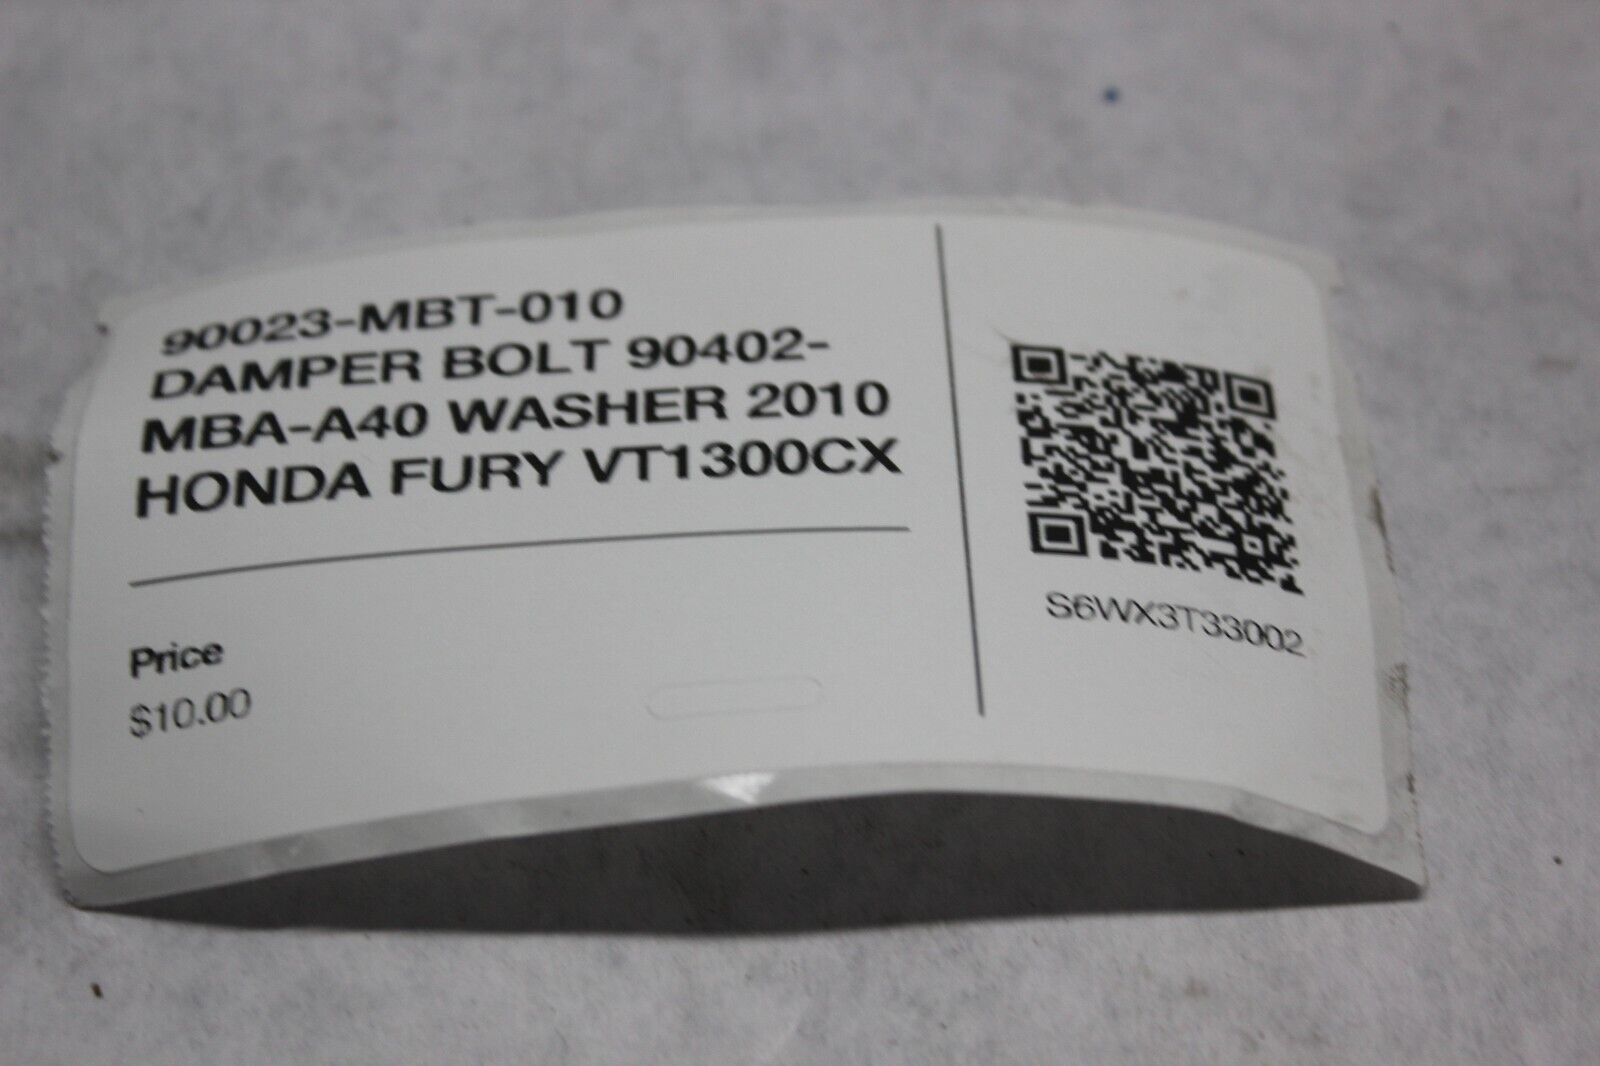 90023-MBT-010
DAMPER BOLT 90402-
MBA-A40 WASHER 2010
HONDA FURY VT1300CX
Price
$10.00
S6WX3T33002